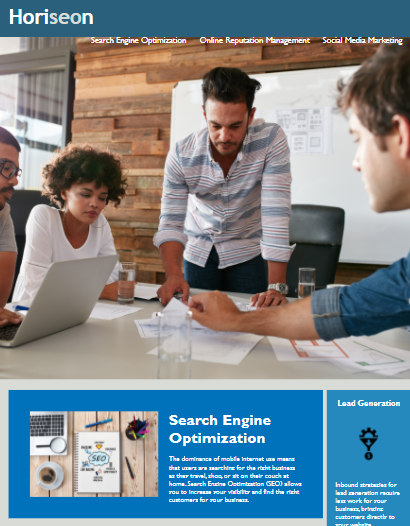 Horiseon
Search Engine Optimization Online Reputation Management Social Media Marketing
Search Engine
Optimization
The dominance of mobile internet use means
that users are searching for the right business
as they travel, shop, or sit on their couch at
home. Search Engine Optimization (SEO) allows
you to increase your visibility and find the right
customers for your business.
SEO
Lead Generation
Inbound strategies for
lead generation require
less work for your
business, bringing
customers directly to
your website.